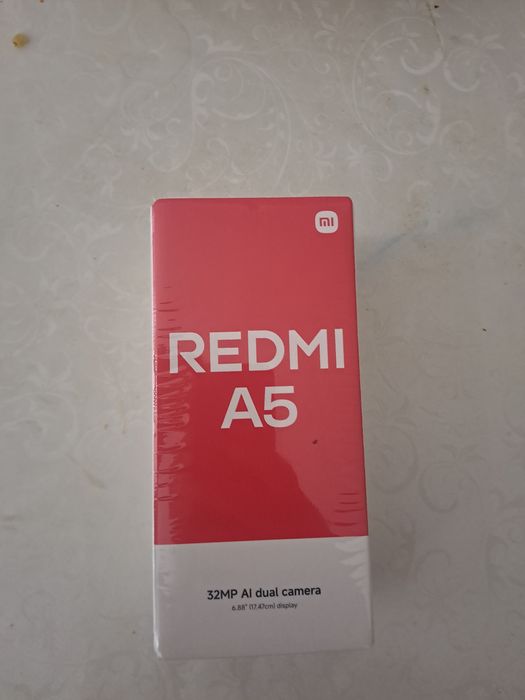 mi
REDMI
A5
32MP AI dual camera
6.88" (17.47cm) display